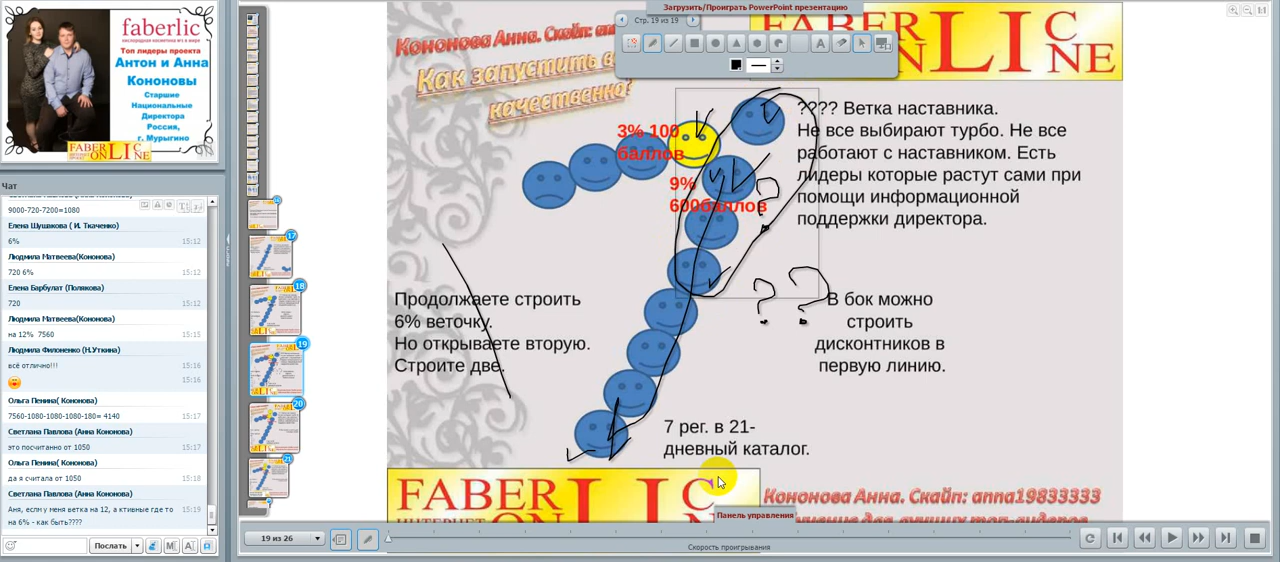 faberlic
кислородная косметика №1 в мире
Топ лидеры проекта
Антон и Анна
Кононовы
Старшие
Национальные
Директора
Россия,
г. Мурыгино
FABER
ONLIC
NE
Чат
9000-720-7200=1080
Елена Шушакова ( И. Ткаченко)
6% 15:12
Людмила Матвеева(Кононова)
720 6% 15:12
Елена Барбулат (Полякова)
720 15:12
Людмила Матвеева(Кононова)
на 12% 7560 15:15
Людмила Филоненко (Н.Уткина)
всё отлично!!! 15:16
15:16
Ольга Пенина( Кононова)
7560-1080-1080-1080-180= 4140 15:17
Светлана Павлова (Анна Кононова)
это посчитанно от 1050 15:17
Ольга Пенина( Кононова)
да я считала от 1050 15:18
Светлана Павлова (Анна Кононова)
Аня, если у меня ветка на 12, а ктивные где то 15:19
на 6% - как быть????
Послать
17
18
19
20
21
Загрузить/Проиграть PowerPoint презентацию
Стр. 19 из 19
Кононова Анна. Скайп:
Как запустить
качественно?
3% 100
баллов
9%
600баллов
???? Ветка наставника.
Не все выбирают турбо. Не все
работают с наставником. Есть
лидеры которые растут сами при
помощи информационной
поддержки директора.
Продолжаете строить
6% веточку.
Но открываете вторую.
Строите две.
? ?
В бок можно
строить
дисконтников в
первую линию.
7 рег. в 21-
дневный каталог.
FABER LIC
ИНТЕРНЕТ
Кононова Анна. Скайп: anna19833333
Панель управления
19 из 26
Скорость проигрывания